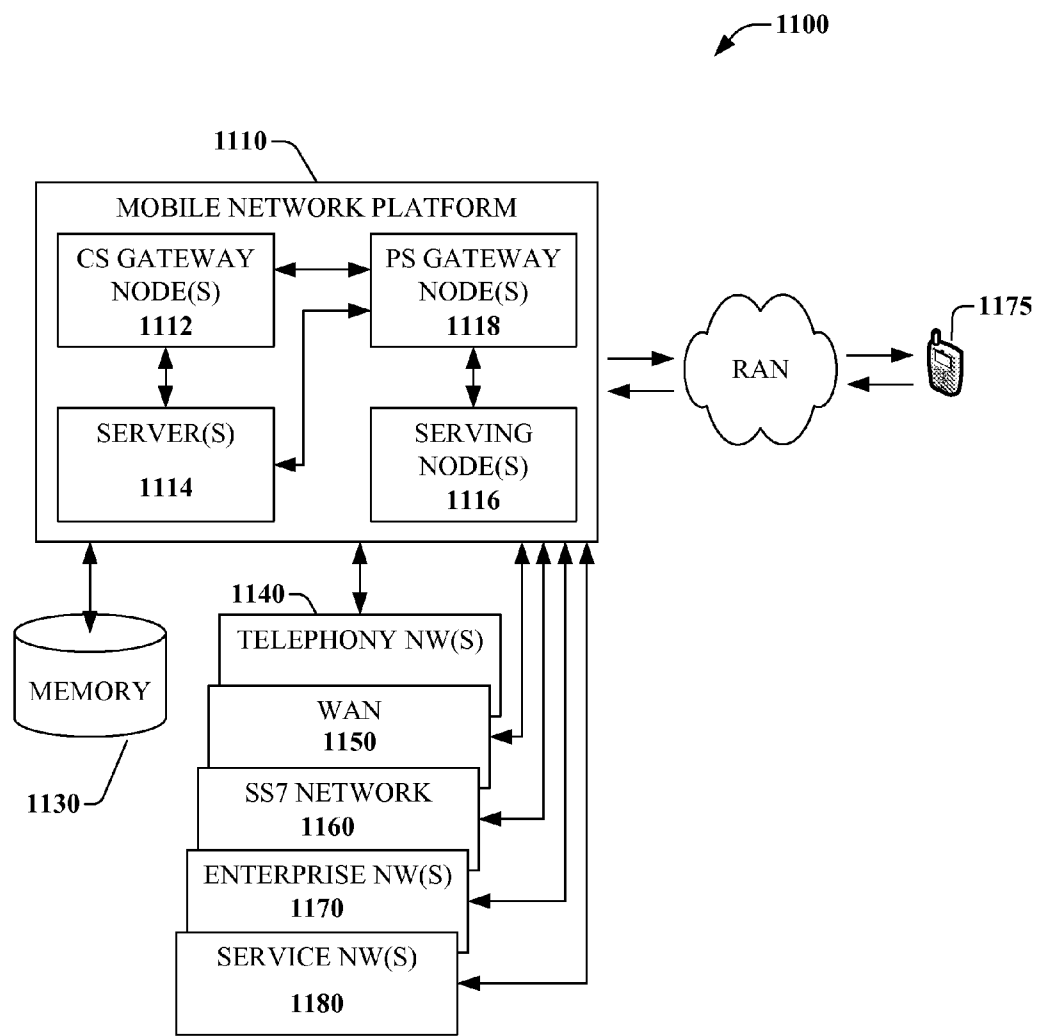 1100
1110
MOBILE NETWORK PLATFORM
CS GATEWAY
NODE(S)
1112
PS GATEWAY
NODE(S)
1118
SERVER(S)
1114
SERVING
NODE(S)
1116
RAN
1175
MEMORY
1130
1140
TELEPHONY NW(S)
WAN
1150
SS7 NETWORK
1160
ENTERPRISE NW(S)
1170
SERVICE NW(S)
1180